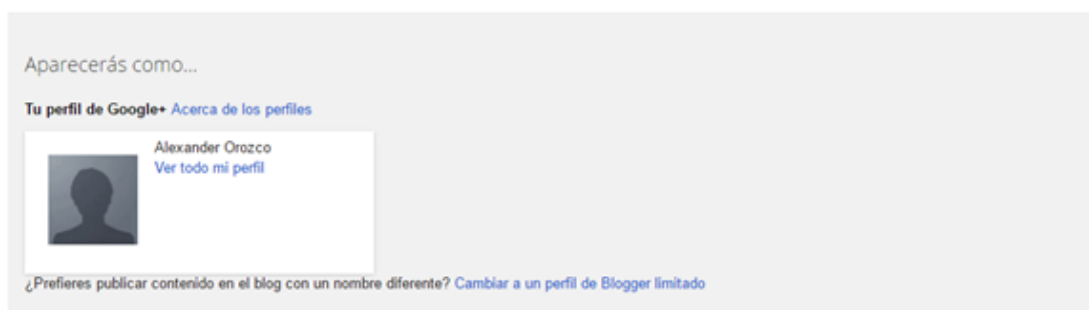 Aparecerás como...
Tu perfil de Google+ Acerca de los perfiles
Alexander Orozco
Ver todo mi perfil
¿Prefieres publicar contenido en el blog con un nombre diferente? Cambiar a un perfil de Blogger limitado